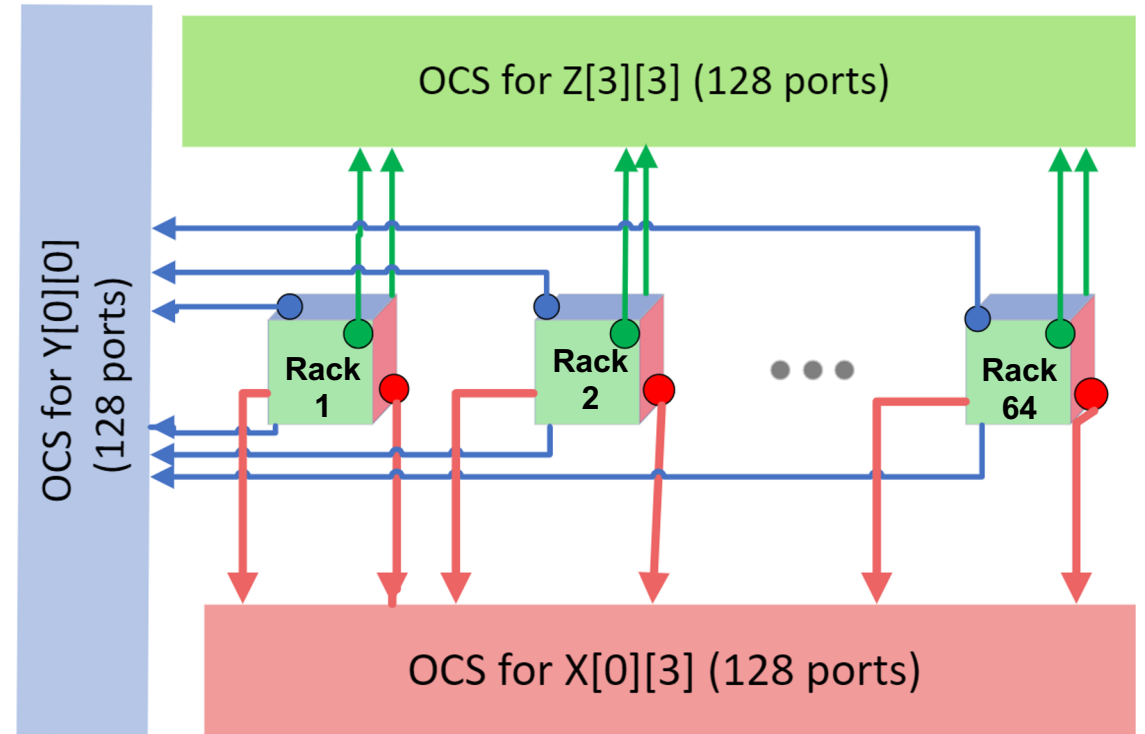 OCS for Z[3][3] (128 ports)
OCS for Y[0][0]
(128 ports)
Rack
1
Rack
2
Rack
64
OCS for X[0][3] (128 ports)